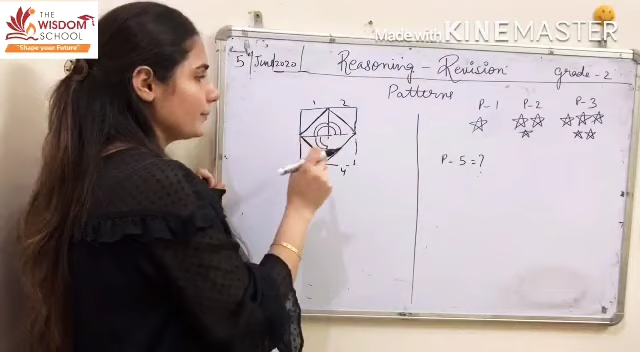 THE
WISDOM
SCHOOL
"Shape your Future"
Made with KINEMASTER
5 June 2020
Reasoning - Revision
grade - 2
Patterns
P-1 P-2 P-3
1 2
4
P - 5 = ?